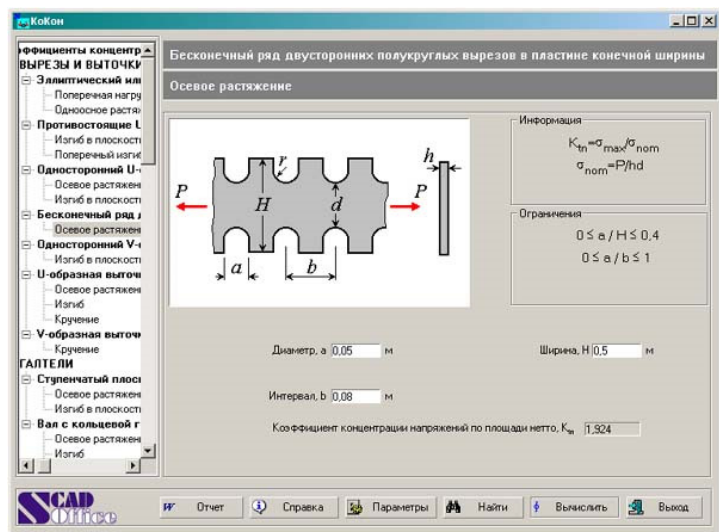 КоКон
эффициенты концентр
ВЫРЕЗЫ И ВЫТОЧКИ
Эллиптический или
Поперечная нагру
Одноосное растя
Противостоящие U
Изгиб в плоскост
Поперечный изгиб
Односторонний U-
Осевое растяжен
Изгиб в плоскост
Бесконечный ряд д
Осевое растяжен
Односторонний V-
Изгиб в плоскост
U-образная выточ
Осевое растяжен
Изгиб
Кручение
V-образная выточ
Кручение
ГАЛТЕЛИ
Ступенчатый плос
Осевое растяжен
Изгиб в плоскост
Вал с кольцевой г
Осевое растяжен
Изгиб
Бесконечный ряд двусторонних полукруглых вырезов в пластине конечной ширины
Осевое растяжение
P r H d h P
a b
Информация
Ktn=σmax/σnom
σnom=P/hd
Ограничения
0 ≤ a / H ≤ 0,4
0 ≤ a / b ≤ 1
Диаметр, a 0,05 м
Ширина, H 0,5 м
Интервал, b 0,08 м
Коэффициент концентрации напряжений по площади нетто, Ktn 1,924
SCAD Office
W Отчет
Справка
Параметры
Найти
Вычислить
Выход